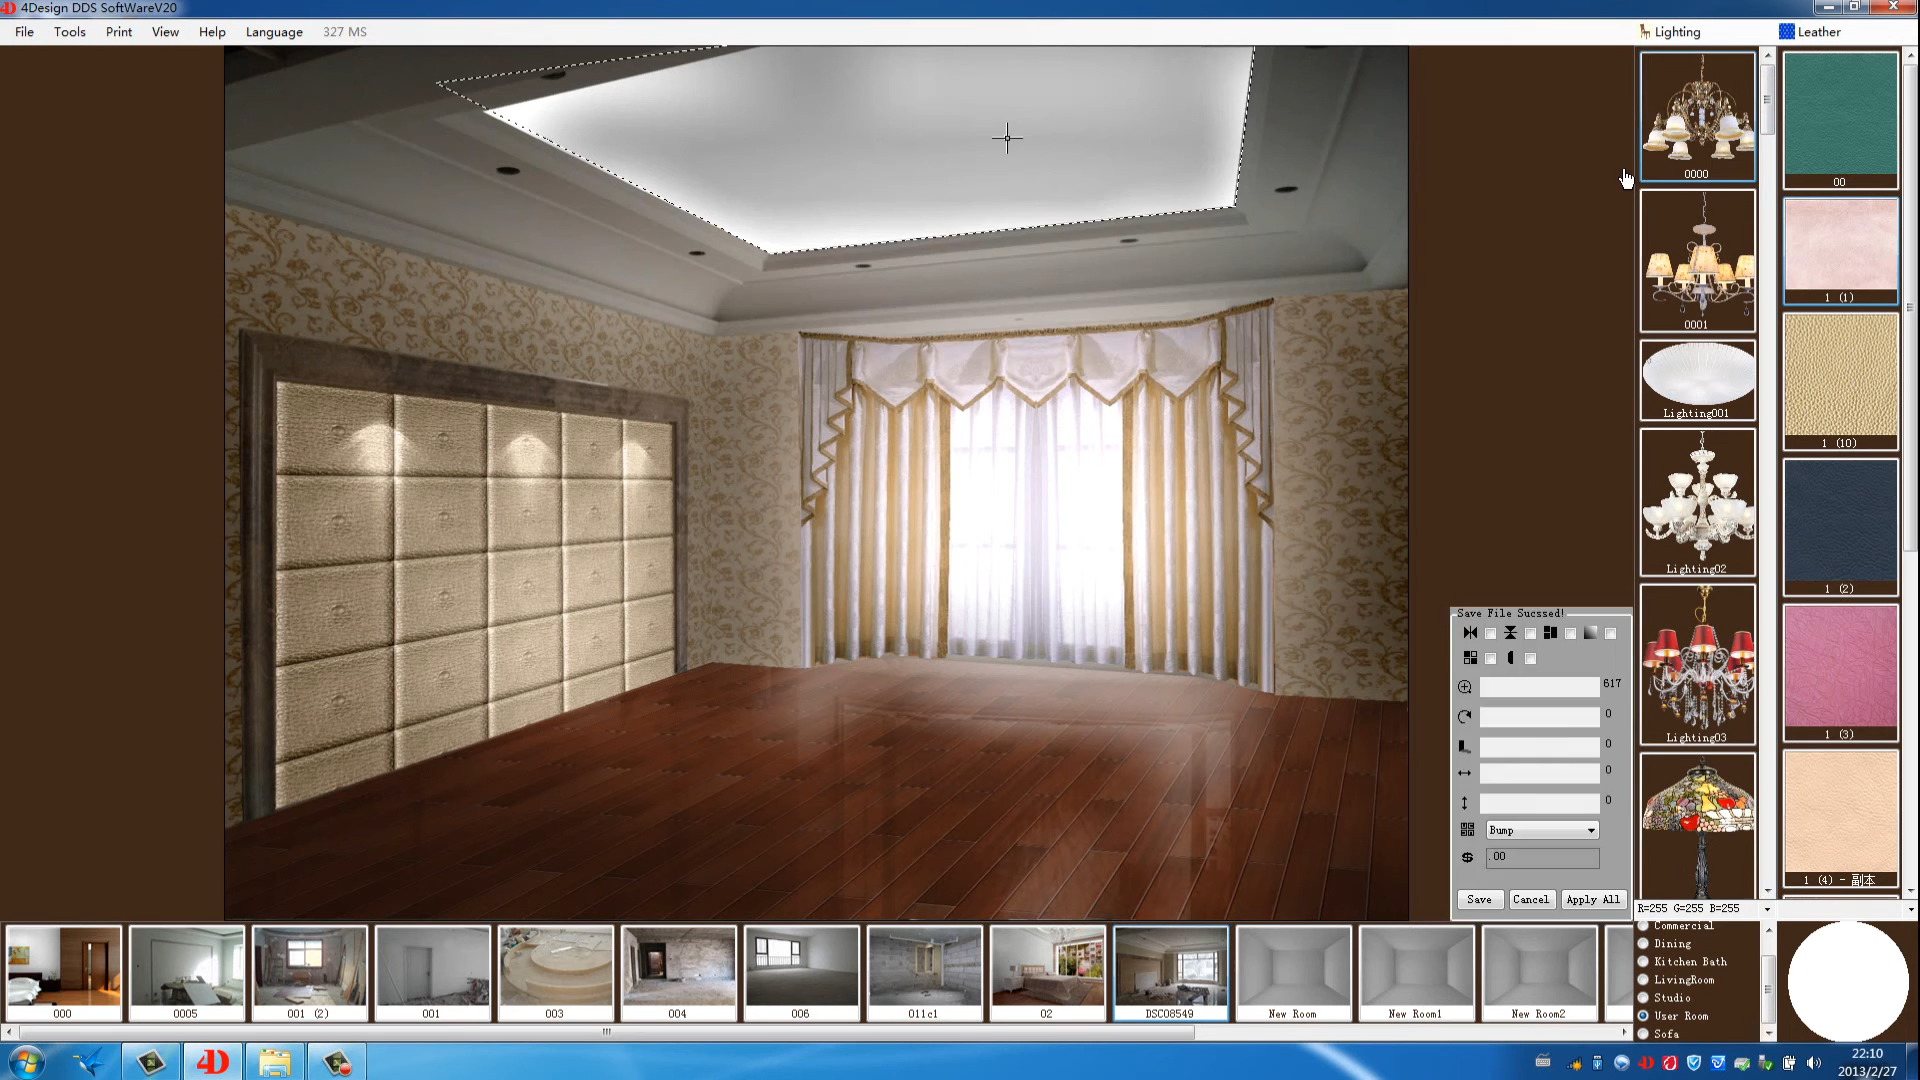 4Design DDS SoftWareV20
File Tools Print View Help Language 327 MS
Lighting
Leather
0000
0001
Lighting001
Lighting02
Lighting03
00
1 (1)
1 (10)
1 (2)
1 (3)
1 (4) - 副本
Save File Sucssed!
617
0
0
0
0
Bump
.00
Save Cancel Apply All
R=255 G=255 B=255
Commercial
Dining
Kitchen Bath
LivingRoom
Studio
User Room
Sofa
000 0005 001 (2) 001 003 004 006 011c1 02 DSC08549 New Room New Room1 New Room2
4D
22:10
2013/2/27